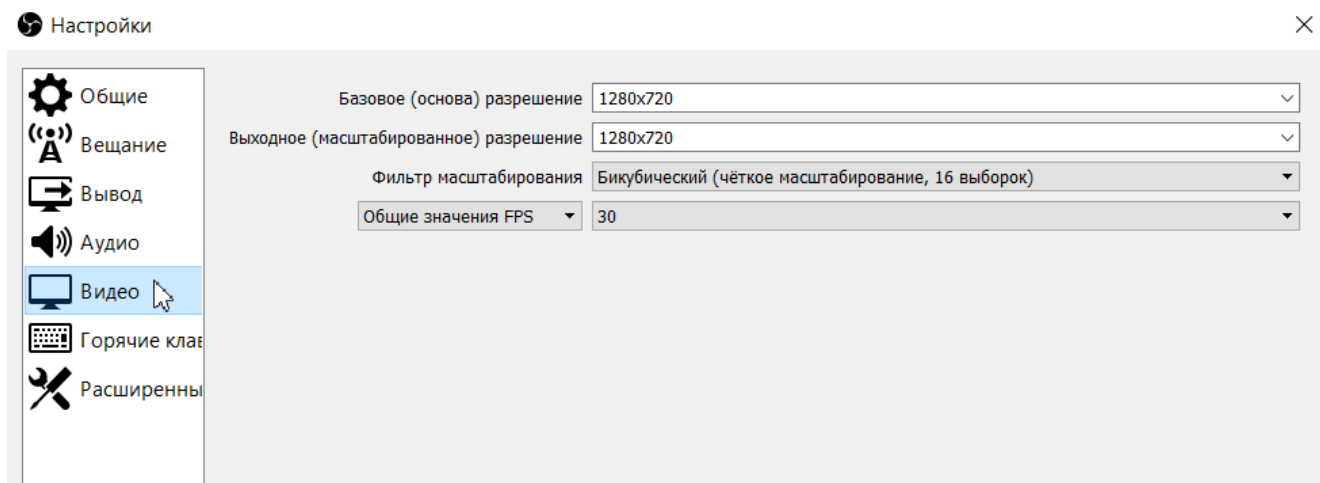 Настройки
Общие
Вещание
Вывод
Аудио
Видео
Горячие клав
Расширенны
Базовое (основа) разрешение 1280x720
Выходное (масштабированное) разрешение 1280x720
Фильтр масштабирования Бикубический (чёткое масштабирование, 16 выборок)
Общие значения FPS 30